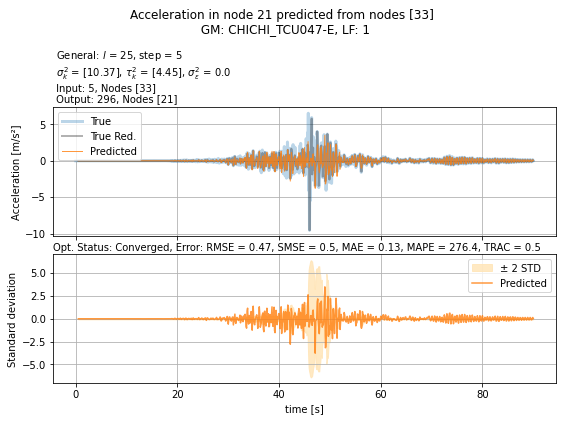 Acceleration in node 21 predicted from nodes [33]
GM: CHICHI_TCU047-E, LF: 1
General: l = 25, step = 5
σ²ₖ = [10.37], τ²ₖ = [4.45], σ²ε = 0.0
Input: 5, Nodes [33]
Output: 296, Nodes [21]
Acceleration [m/s²]
5
0
−5
−10
True
True Red.
Predicted
Opt. Status: Converged, Error: RMSE = 0.47, SMSE = 0.5, MAE = 0.13, MAPE = 276.4, TRAC = 0.5
Standard deviation
5.0
2.5
0.0
−2.5
−5.0
± 2 STD
Predicted
0 20 40 60 80
time [s]